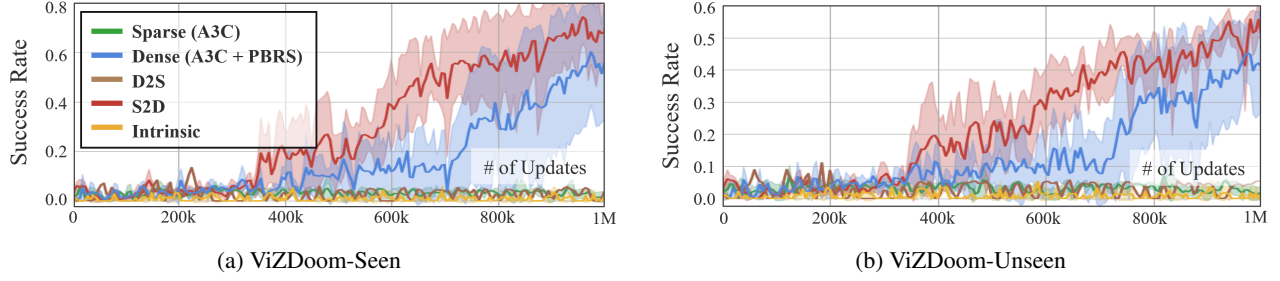 Success Rate
0.8
0.6
0.4
0.2
0.0
Sparse (A3C)
Dense (A3C + PBRS)
D2S
S2D
Intrinsic
# of Updates
0
200k
400k
600k
800k
1M
(a) ViZDoom-Seen
Success Rate
0.6
0.5
0.4
0.3
0.2
0.1
0.0
# of Updates
0
200k
400k
600k
800k
1M
(b) ViZDoom-Unseen